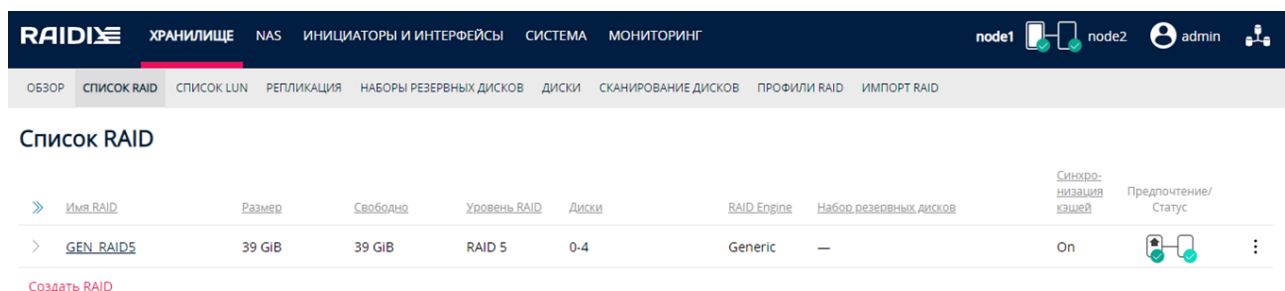 RAIDIX ХРАНИЛИЩЕ NAS ИНИЦИАТОРЫ И ИНТЕРФЕЙСЫ СИСТЕМА МОНИТОРИНГ node1 node2 admin
ОБЗОР СПИСОК RAID СПИСОК LUN РЕПЛИКАЦИЯ НАБОРЫ РЕЗЕРВНЫХ ДИСКОВ ДИСКИ СКАНИРОВАНИЕ ДИСКОВ ПРОФИЛИ RAID ИМПОРТ RAID
Список RAID
Имя RAID Размер Свободно Уровень RAID Диски RAID Engine Набор резервных дисков
Синхро-
низация
кэшей
Предпочтение/
Статус
GEN_RAID5 39 GiB 39 GiB RAID 5 0-4 Generic — On
Создать RAID